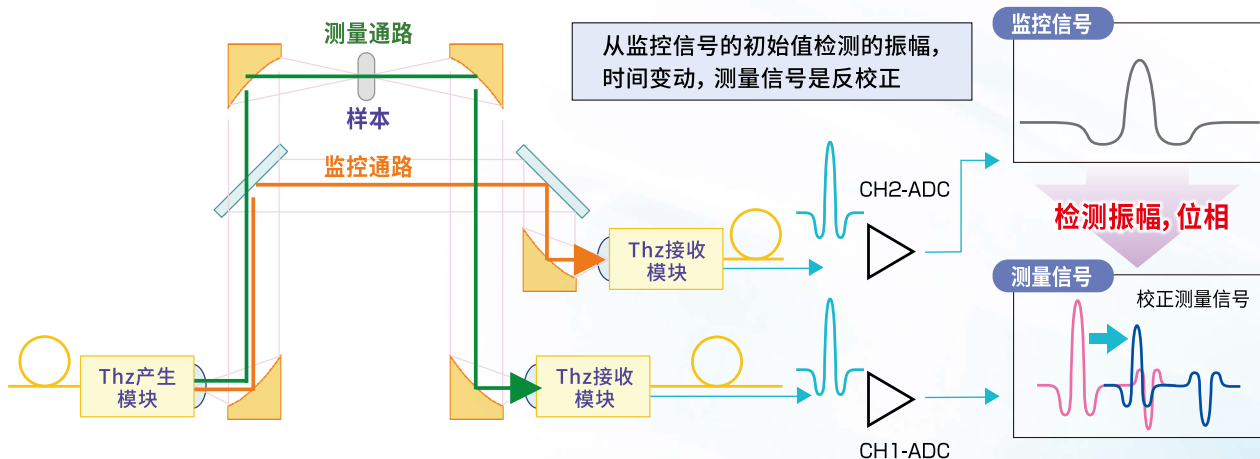 测量通路
样本
监控通路
从监控信号的初始值检测的振幅，
时间变动，测量信号是反校正
监控信号
CH2-ADC
检测振幅，位相
Thz接收
模块
测量信号
校正测量信号
Thz产生
模块
Thz接收
模块
CH1-ADC